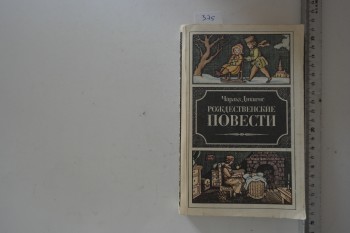 Чарльз Диккенс
РОЖДЕСТВЕНСКИЕ
ПОВЕСТИ